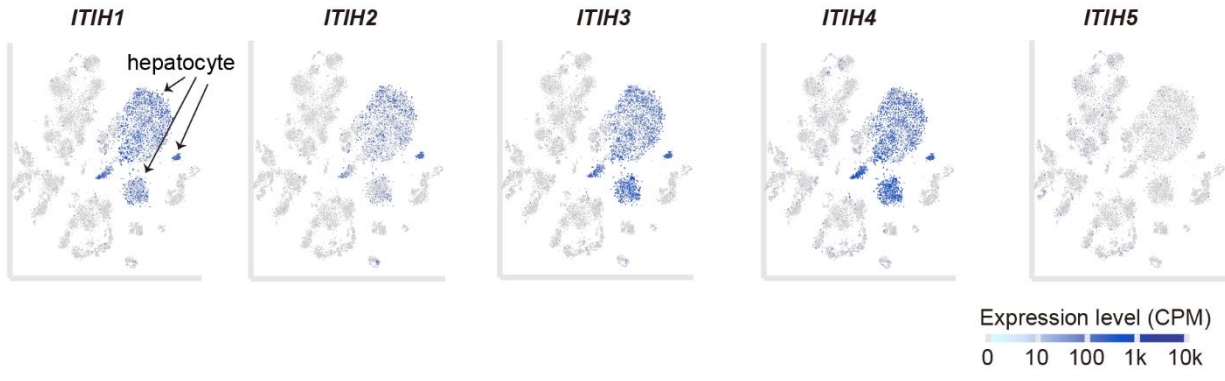 ITIH1 ITIH2 ITIH3 ITIH4 ITIH5
hepatocyte
Expression level (CPM)
0 10 100 1k 10k